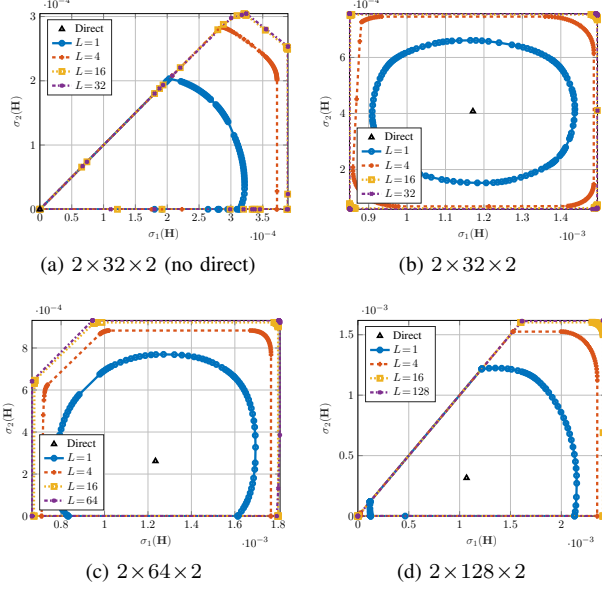 ·10⁻⁴
Direct
L=1
L=4
L=16
L=32
σ₂(H)
3
2
1
0
0 0.5 1 1.5 2 2.5 3 3.5
σ₁(H)
·10⁻⁴
(a) 2×32×2 (no direct)
·10⁻⁴
6
4
2
σ₂(H)
Direct
L=1
L=4
L=16
L=32
0.9 1 1.1 1.2 1.3 1.4
σ₁(H)
·10⁻³
(b) 2×32×2
·10⁻⁴
8
6
4
2
0
σ₂(H)
Direct
L=1
L=4
L=16
L=64
0.8 1 1.2 1.4 1.6 1.8
σ₁(H)
·10⁻³
(c) 2×64×2
·10⁻³
1.5
1
0.5
0
σ₂(H)
Direct
L=1
L=4
L=16
L=128
0 0.5 1 1.5 2
σ₁(H)
·10⁻³
(d) 2×128×2